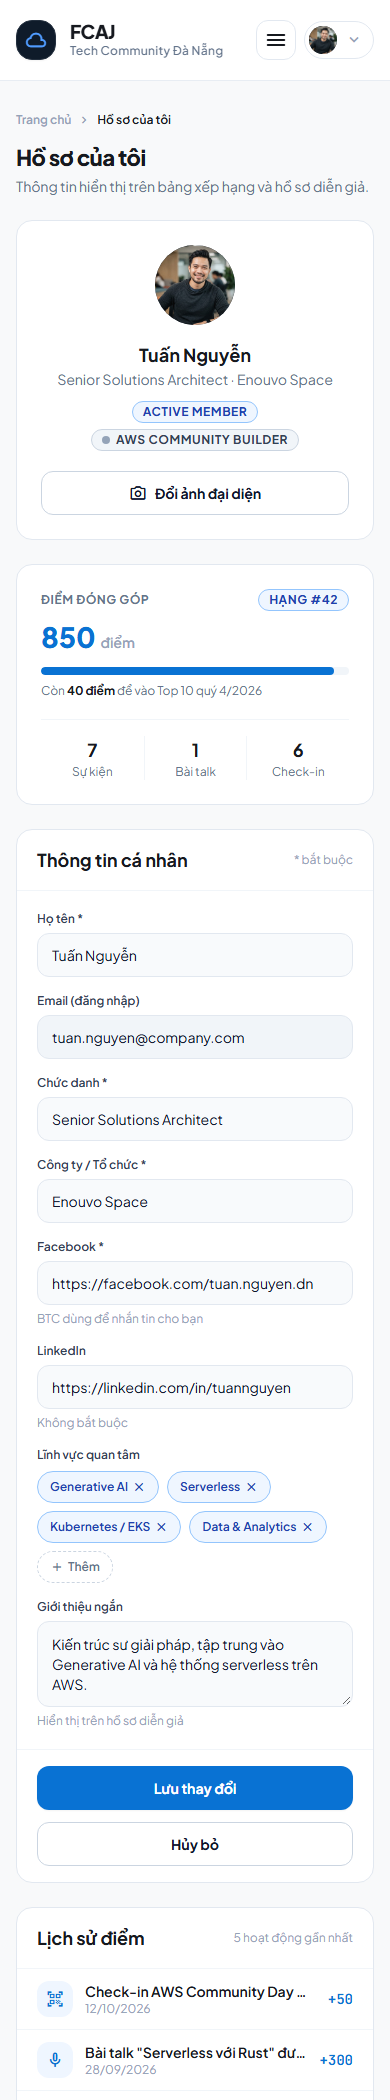 FCAJ
Tech Community Đà Nẵng
Trang chủ > Hồ sơ của tôi
Hồ sơ của tôi
Thông tin hiển thị trên bảng xếp hạng và hồ sơ diễn giả.
Tuấn Nguyễn
Senior Solutions Architect · Enouvo Space
ACTIVE MEMBER
AWS COMMUNITY BUILDER
Đổi ảnh đại diện
ĐIỂM ĐÓNG GÓP HẠNG #42
850 điểm
Còn 40 điểm để vào Top 10 quý 4/2026
7 1 6
Sự kiện Bài talk Check-in
Thông tin cá nhân * bắt buộc
Họ tên *
Tuấn Nguyễn
Email (đăng nhập)
tuan.nguyen@company.com
Chức danh *
Senior Solutions Architect
Công ty / Tổ chức *
Enouvo Space
Facebook *
https://facebook.com/tuan.nguyen.dn
BTC dùng để nhắn tin cho bạn
LinkedIn
https://linkedin.com/in/tuannguyen
Không bắt buộc
Lĩnh vực quan tâm
Generative AI × Serverless ×
Kubernetes / EKS × Data & Analytics ×
+ Thêm
Giới thiệu ngắn
Kiến trúc sư giải pháp, tập trung vào
Generative AI và hệ thống serverless trên
AWS.
Hiển thị trên hồ sơ diễn giả
Lưu thay đổi
Hủy bỏ
Lịch sử điểm 5 hoạt động gần nhất
Check-in AWS Community Day ... +50
12/10/2026
Bài talk "Serverless với Rust" đư... +300
28/09/2026